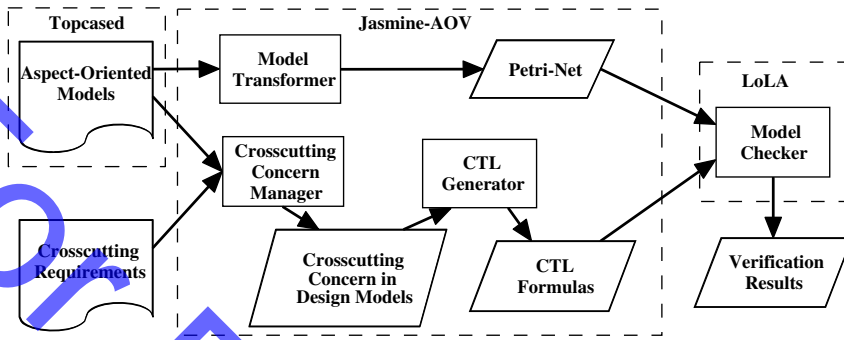 Topcased
Jasmine-AOV
Aspect-Oriented
Models
Model
Transformer
Petri-Net
LoLA
Model
Checker
Crosscutting
Concern
Manager
CTL
Generator
Crosscutting
Requirements
Crosscutting
Concern in
Design Models
CTL
Formulas
Verification
Results